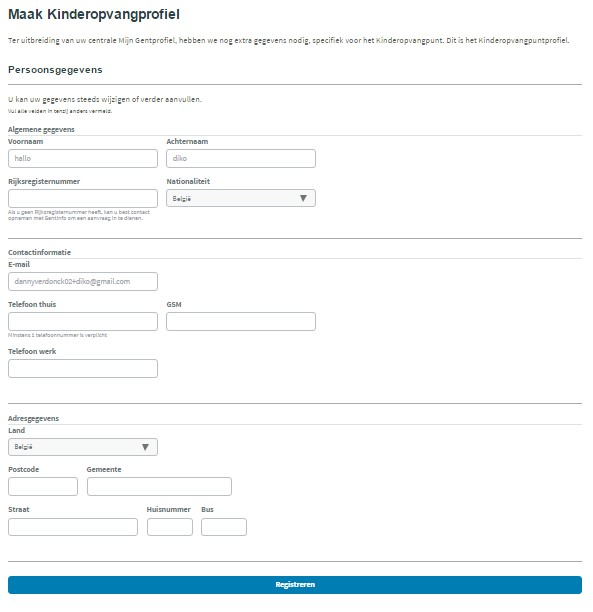 Maak Kinderopvangprofiel
Ter uitbreiding van uw centrale Mijn Gentprofiel, hebben we nog extra gegevens nodig, specifiek voor het Kinderopvangpunt. Dit is het Kinderopvangpuntprofiel.
Persoonsgegevens
U kan uw gegevens steeds wijzigen of verder aanvullen.
Vul alle velden in tenzij anders vermeld.
Algemene gegevens
Voornaam Achternaam
hallo diko
Rijksregisternummer Nationaliteit
België
Als u geen Rijksregisternummer heeft, kan u best contact
opnemen met Gentinfo om een aanvraag in te dienen.
Contactinformatie
E-mail
dannyverdonck02+diko@gmail.com
Telefoon thuis GSM
Minstens 1 telefoonnummer is verplicht
Telefoon werk
Adresgegevens
Land
België
Postcode Gemeente
Straat Huisnummer Bus
Registreren